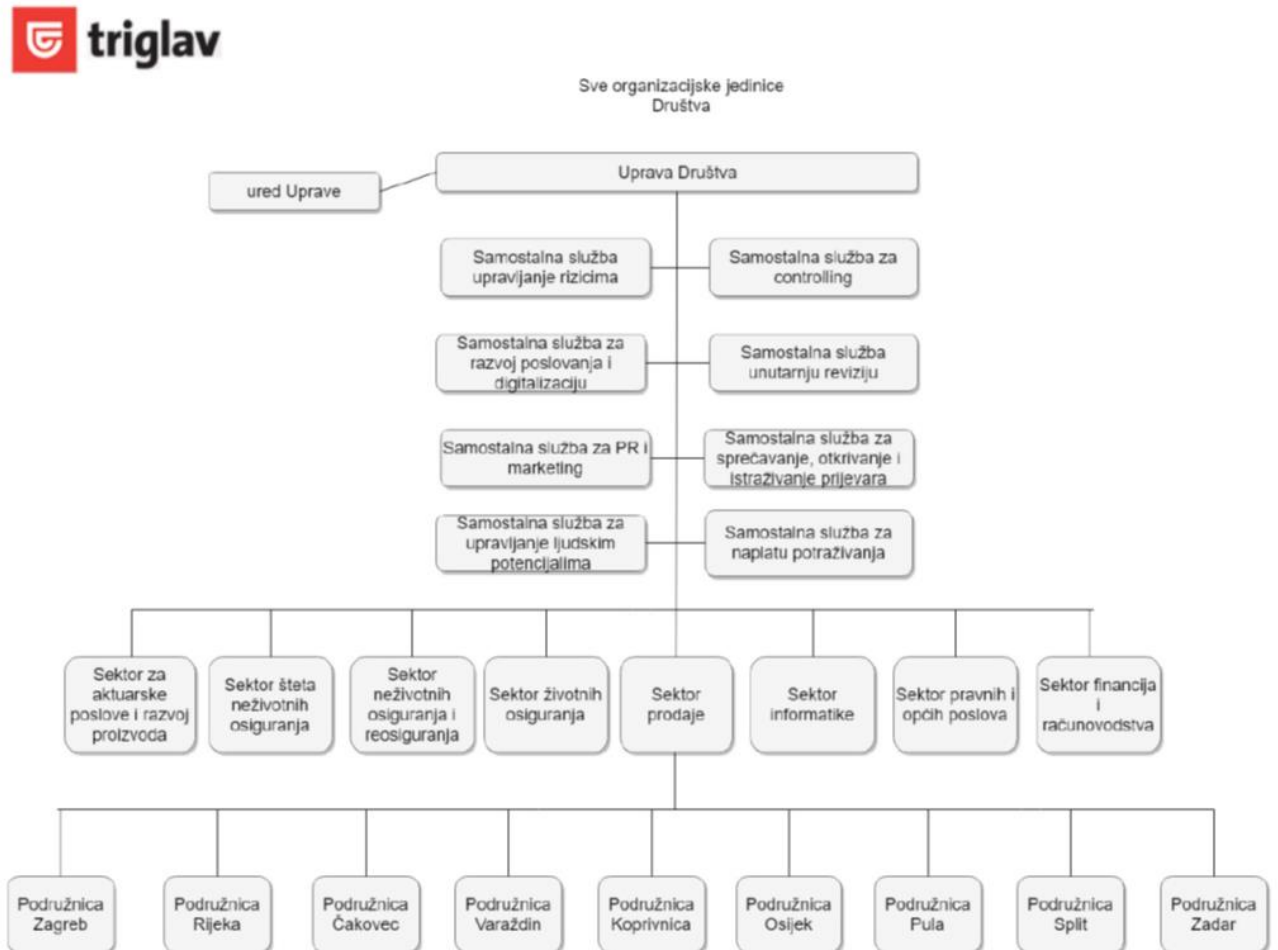 triglav
Sve organizacijske jedinice
Društva
Uprava Društva
ured Uprave
Samostalna služba
upravljanje rizicima
Samostalna služba za
controlling
Samostalna služba za
razvoj poslovanja i
digitalizaciju
Samostalna služba
unutarnju reviziju
Samostalna služba za PR i
marketing
Samostalna služba za
sprečavanje, otkrivanje i
istraživanje prijevara
Samostalna služba za
upravljanje ljudskim
potencijalima
Samostalna služba za
naplatu potraživanja
Sektor za
aktuarske
poslove i razvoj
proizvoda
Sektor šteta
neživotnih
osiguranja
Sektor
neživotnih
osiguranja i
reosiguranja
Sektor životnih
osiguranja
Sektor
prodaje
Sektor
informatike
Sektor pravnih i
općih poslova
Sektor financija
i
računovodstva
Podružnica
Zagreb
Podružnica
Rijeka
Podružnica
Čakovec
Podružnica
Varaždin
Podružnica
Koprivnica
Podružnica
Osijek
Podružnica
Pula
Podružnica
Split
Podružnica
Zadar